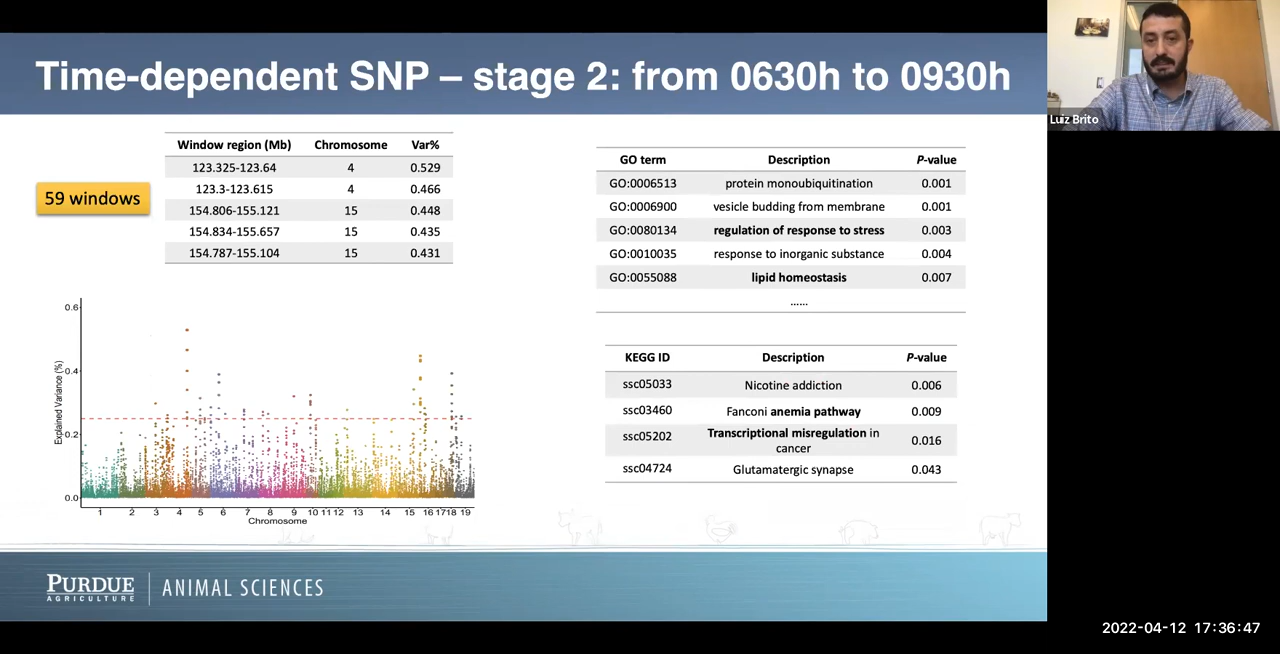 Time-dependent SNP – stage 2: from 0630h to 0930h
Luiz Brito
59 windows
Window region (Mb) Chromosome Var%
123.325-123.64 4 0.529
123.3-123.615 4 0.466
154.806-155.121 15 0.448
154.834-155.657 15 0.435
154.787-155.104 15 0.431
GO term Description P-value
GO:0006513 protein monoubiquitination 0.001
GO:0006900 vesicle budding from membrane 0.001
GO:0080134 regulation of response to stress 0.003
GO:0010035 response to inorganic substance 0.004
GO:0055088 lipid homeostasis 0.007
......
Explained Variance (%)
0.6
0.4
0.2
0.0
1 2 3 4 5 6 7 8 9 10 11 12 13 14 15 16 17 18 19
Chromosome
KEGG ID Description P-value
ssc05033 Nicotine addiction 0.006
ssc03460 Fanconi anemia pathway 0.009
ssc05202 Transcriptional misregulation in cancer 0.016
ssc04724 Glutamatergic synapse 0.043
PURDUE
AGRICULTURE
ANIMAL SCIENCES
2022-04-12 17:36:47